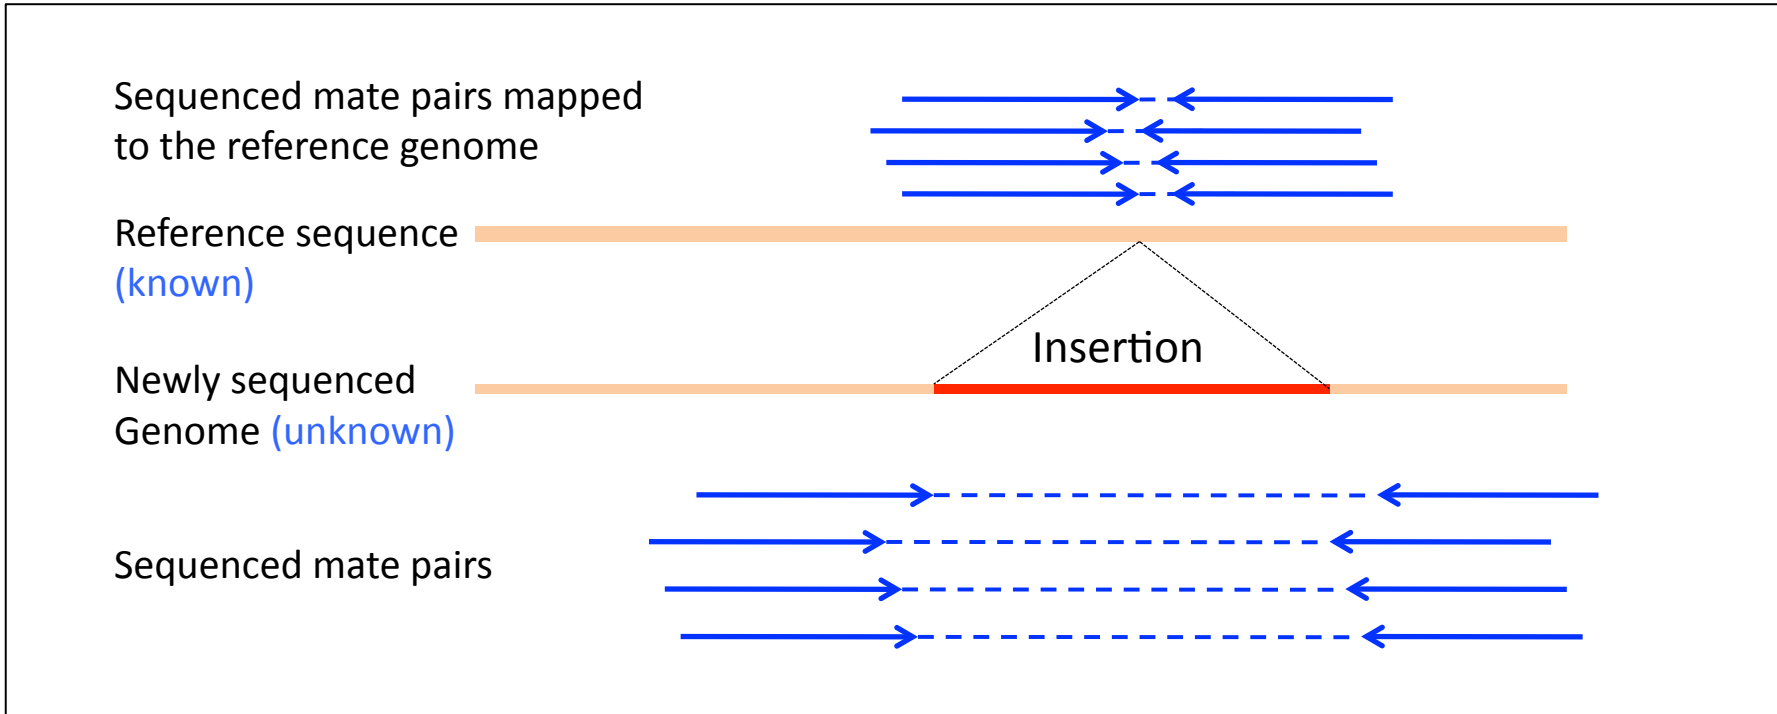 Sequenced mate pairs mapped
to the reference genome
Reference sequence
(known)
Insertion
Newly sequenced
Genome (unknown)
Sequenced mate pairs